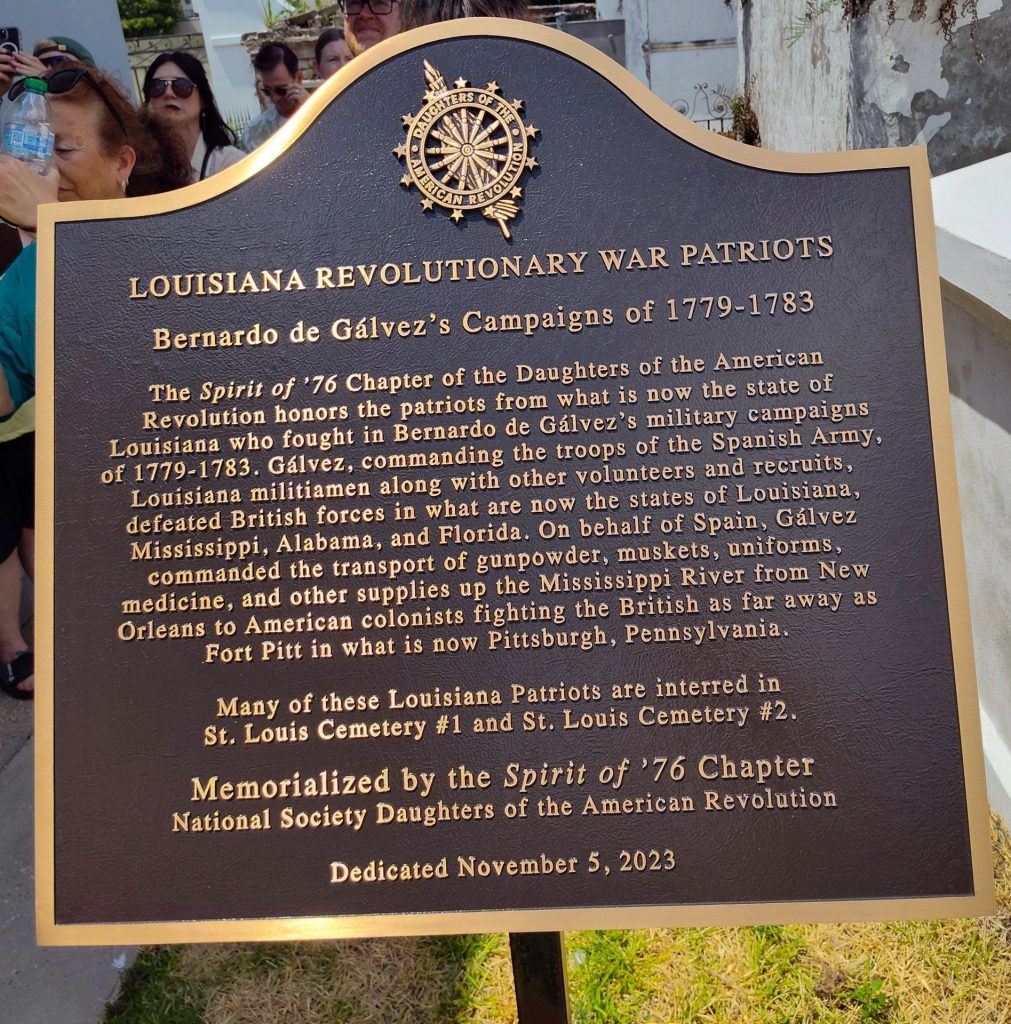 DAUGHTERS OF THE
AMERICAN REVOLUTION
LOUISIANA REVOLUTIONARY WAR PATRIOTS
Bernardo de Gálvez's Campaigns of 1779-1783
The Spirit of '76 Chapter of the Daughters of the American
Revolution honors the patriots from what is now the state of
Louisiana who fought in Bernardo de Gálvez's military campaigns
of 1779-1783. Gálvez, commanding the troops of the Spanish Army,
Louisiana militiamen along with other volunteers and recruits,
defeated British forces in what are now the states of Louisiana,
Mississippi, Alabama, and Florida. On behalf of Spain, Gálvez
commanded the transport of gunpowder, muskets, uniforms,
medicine, and other supplies up the Mississippi River from New
Orleans to American colonists fighting the British as far away as
Fort Pitt in what is now Pittsburgh, Pennsylvania.
Many of these Louisiana Patriots are interred in
St. Louis Cemetery #1 and St. Louis Cemetery #2.
Memorialized by the Spirit of '76 Chapter
National Society Daughters of the American Revolution
Dedicated November 5, 2023